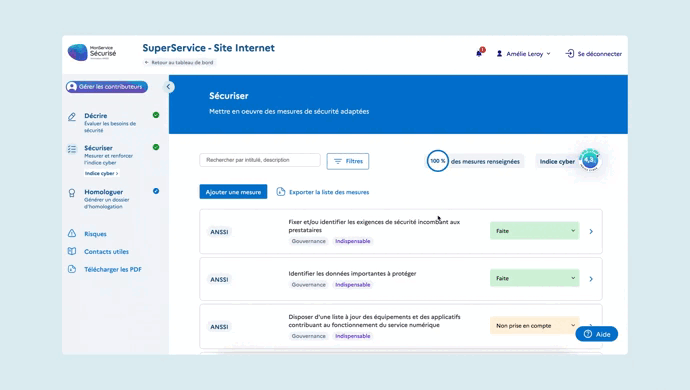 MonService
Sécurisé
SuperService - Site Internet
← Retour au tableau de bord
1
Amélie Leroy
Se déconnecter
Gérer les contributeurs
Décrire
Évaluer les besoins de
sécurité
Sécuriser
Mesurer et renforcer
l'indice cyber
Indice cyber >
Homologuer
Générer un dossier
d'homologation
Risques
Contacts utiles
Télécharger les PDF
Sécuriser
Mettre en oeuvre des mesures de sécurité adaptées
Rechercher par intitulé, description
Filtres
100 %
des mesures renseignées
Indice cyber
4,3
Ajouter une mesure
Exporter la liste des mesures
ANSSI
Fixer et/ou identifier les exigences de sécurité incombant aux
prestataires
Gouvernance
Indispensable
Faite
ANSSI
Identifier les données importantes à protéger
Gouvernance
Indispensable
Faite
ANSSI
Disposer d'une liste à jour des équipements et des applicatifs
contribuant au fonctionnement du service numérique
Gouvernance
Indispensable
Non prise en compte
Aide